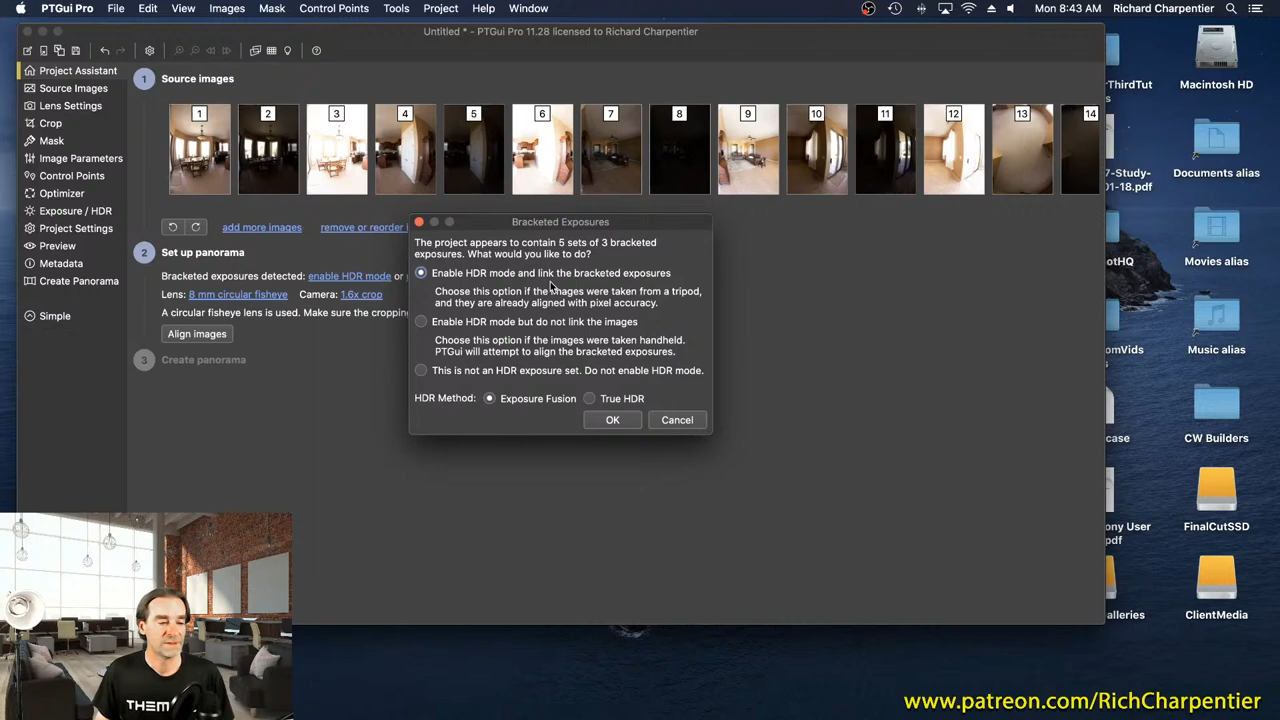 PTGui Pro File Edit View Images Mask Control Points Tools Project Help Window Mon 8:43 AM Richard Charpentier
Untitled * - PTGui Pro 11.28 licensed to Richard Charpentier
Project Assistant
Source Images
Lens Settings
Crop
Mask
Image Parameters
Control Points
Optimizer
Exposure / HDR
Project Settings
Preview
Metadata
Create Panorama
Simple
1 Source images
1 2 3 4 5 6 7 8 9 10 11 12 13 14
add more images remove or reorder
2 Set up panorama
Bracketed exposures detected: enable HDR mode or
Lens: 8 mm circular fisheye Camera: 1.6x crop
A circular fisheye lens is used. Make sure the cropping
Align images
3 Create panorama
Bracketed Exposures
The project appears to contain 5 sets of 3 bracketed
exposures. What would you like to do?
Enable HDR mode and link the bracketed exposures
Choose this option if the images were taken from a tripod,
and they are already aligned with pixel accuracy.
Enable HDR mode but do not link the images
Choose this option if the images were taken handheld.
PTGui will attempt to align the bracketed exposures.
This is not an HDR exposure set. Do not enable HDR mode.
HDR Method: Exposure Fusion True HDR
OK Cancel
Macintosh HD
Documents alias
Movies alias
Music alias
CW Builders
FinalCutSSD
ClientMedia
www.patreon.com/RichCharpentier